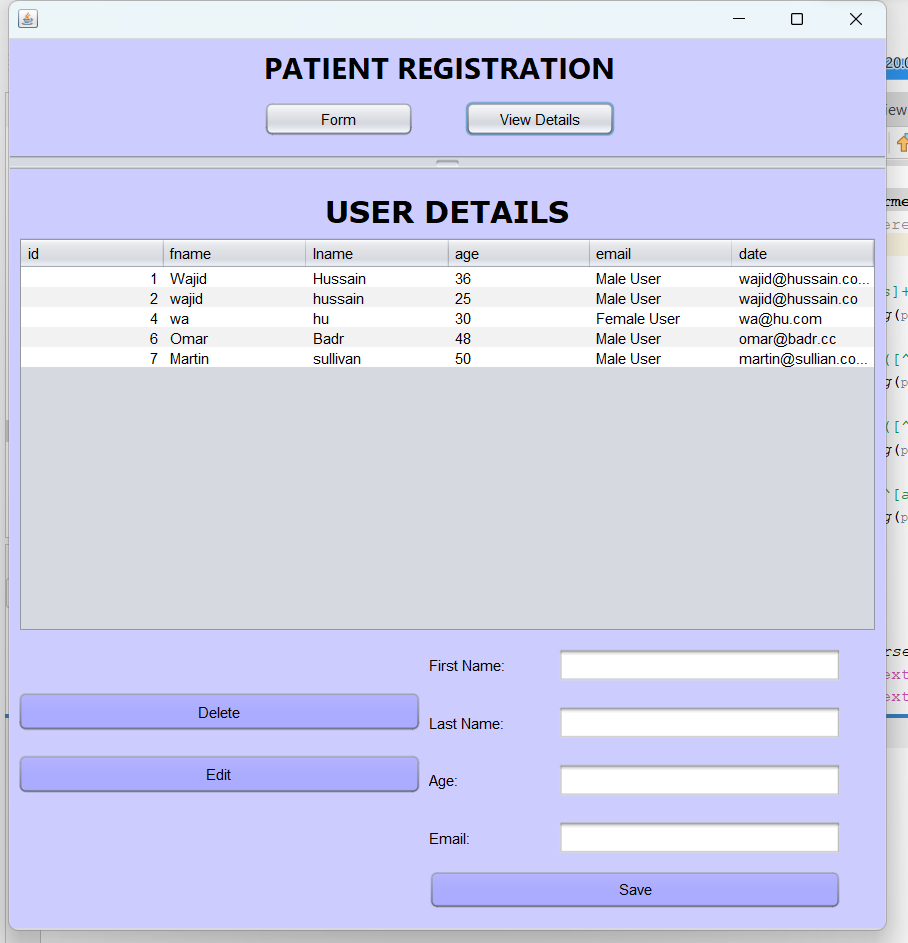 PATIENT REGISTRATION
Form View Details
USER DETAILS
id fname lname age email date
1 Wajid Hussain 36 Male User wajid@hussain.co...
2 wajid hussain 25 Male User wajid@hussain.co
4 wa hu 30 Female User wa@hu.com
6 Omar Badr 48 Male User omar@badr.cc
7 Martin sullivan 50 Male User martin@sullian.co...
First Name:
Delete
Last Name:
Edit
Age:
Email:
Save